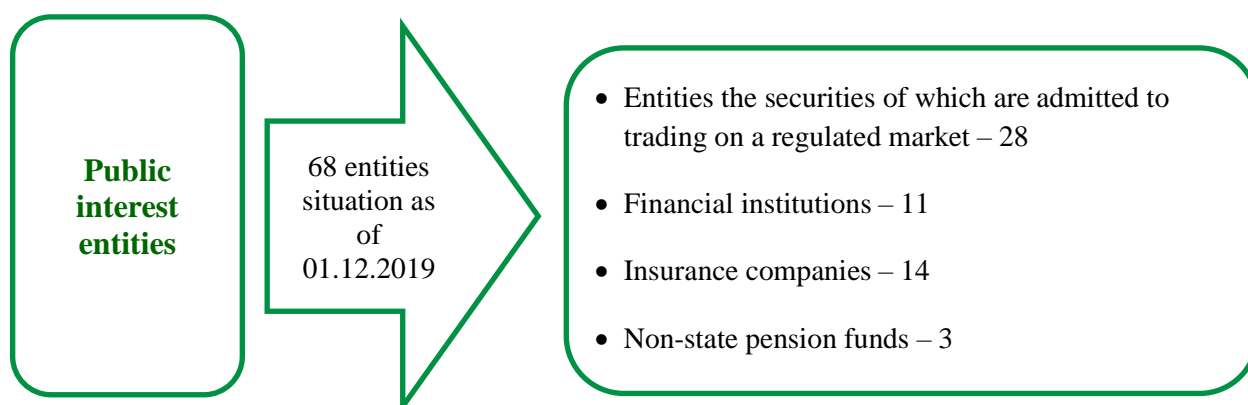 Public
interest
entities
68 entities
situation as
of
01.12.2019
• Entities the securities of which are admitted to
trading on a regulated market – 28
• Financial institutions – 11
• Insurance companies – 14
• Non-state pension funds – 3